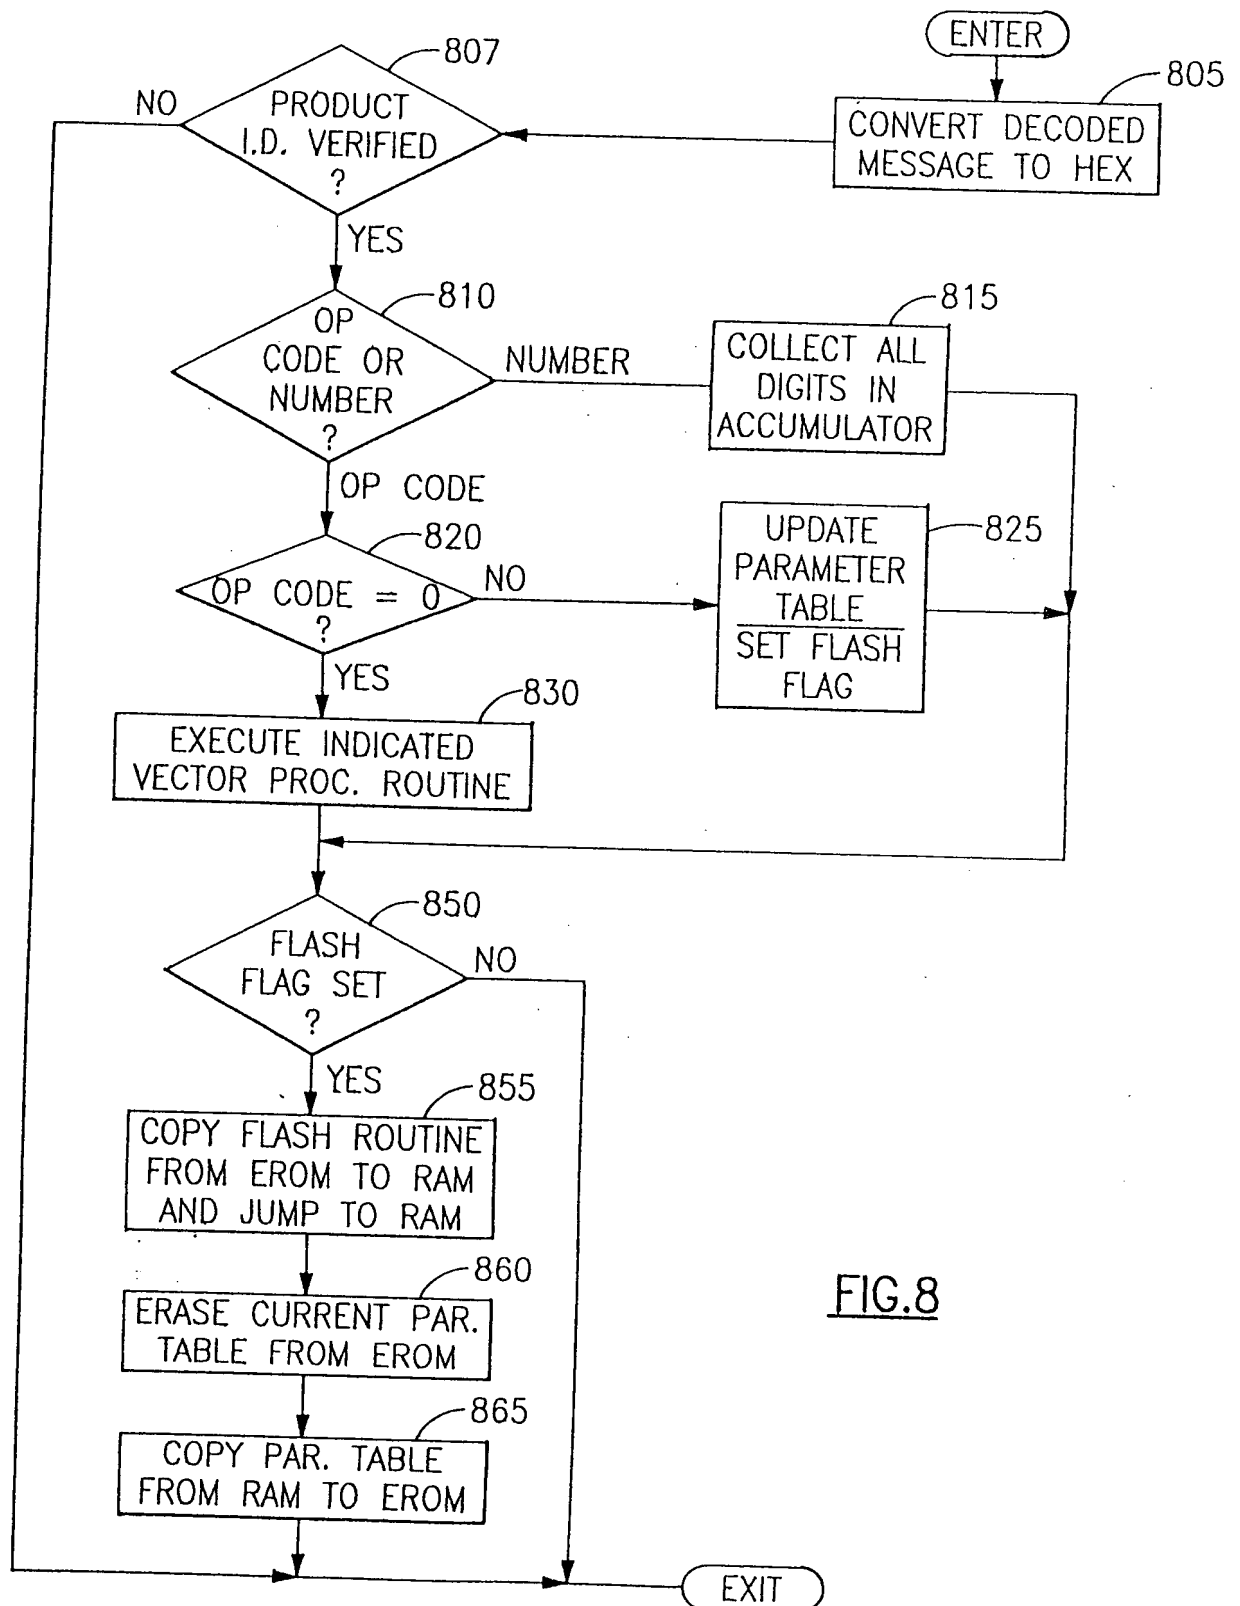 ENTER
805
CONVERT DECODED
MESSAGE TO HEX
807
PRODUCT
I.D. VERIFIED
?
NO
YES
810
OP
CODE OR
NUMBER
?
NUMBER
815
COLLECT ALL
DIGITS IN
ACCUMULATOR
OP CODE
820
OP CODE = 0
?
NO
825
UPDATE
PARAMETER
TABLE
SET FLASH
FLAG
YES
830
EXECUTE INDICATED
VECTOR PROC. ROUTINE
850
FLASH
FLAG SET
?
NO
YES
855
COPY FLASH ROUTINE
FROM EROM TO RAM
AND JUMP TO RAM
860
ERASE CURRENT PAR.
TABLE FROM EROM
865
COPY PAR. TABLE
FROM RAM TO EROM
EXIT
FIG.8